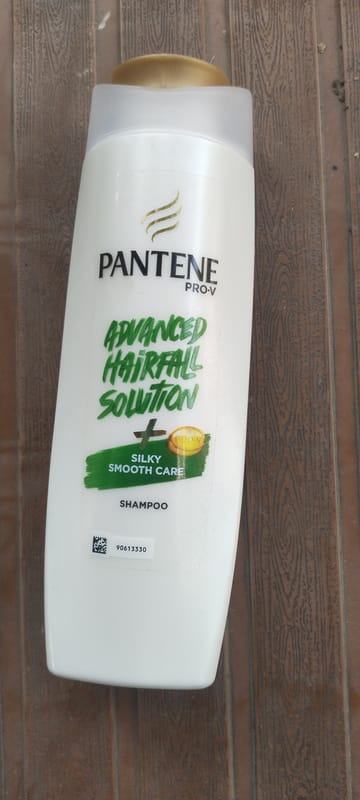 PANTENE
PRO-V
ADVANCED
HAIRFALL
SOLUTION
+
SILKY
SMOOTH CARE
SHAMPOO
90613330